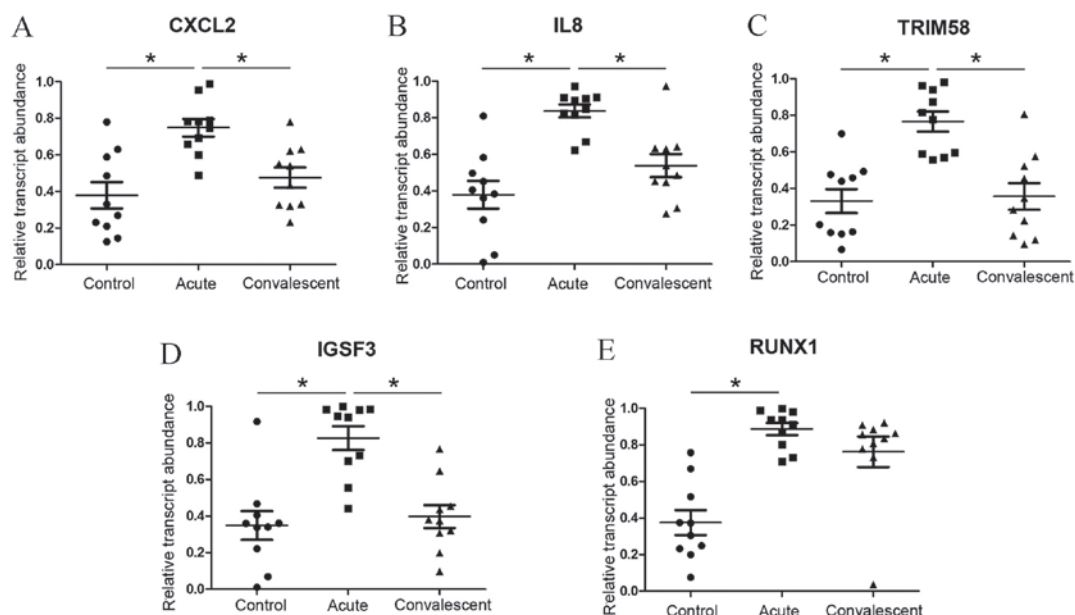 A
CXCL2
*
*
Relative transcript abundance
1.0
0.8
0.6
0.4
0.2
0.0
Control
Acute
Convalescent
B
IL8
*
*
Relative transcript abundance
1.0
0.8
0.6
0.4
0.2
0.0
Control
Acute
Convalescent
C
TRIM58
*
*
Relative transcript abundance
1.0
0.8
0.6
0.4
0.2
0.0
Control
Acute
Convalescent
D
IGSF3
*
*
Relative transcript abundance
1.0
0.8
0.6
0.4
0.2
0.0
Control
Acute
Convalescent
E
RUNX1
*
Relative transcript abundance
1.0
0.8
0.6
0.4
0.2
0.0
Control
Acute
Convalescent